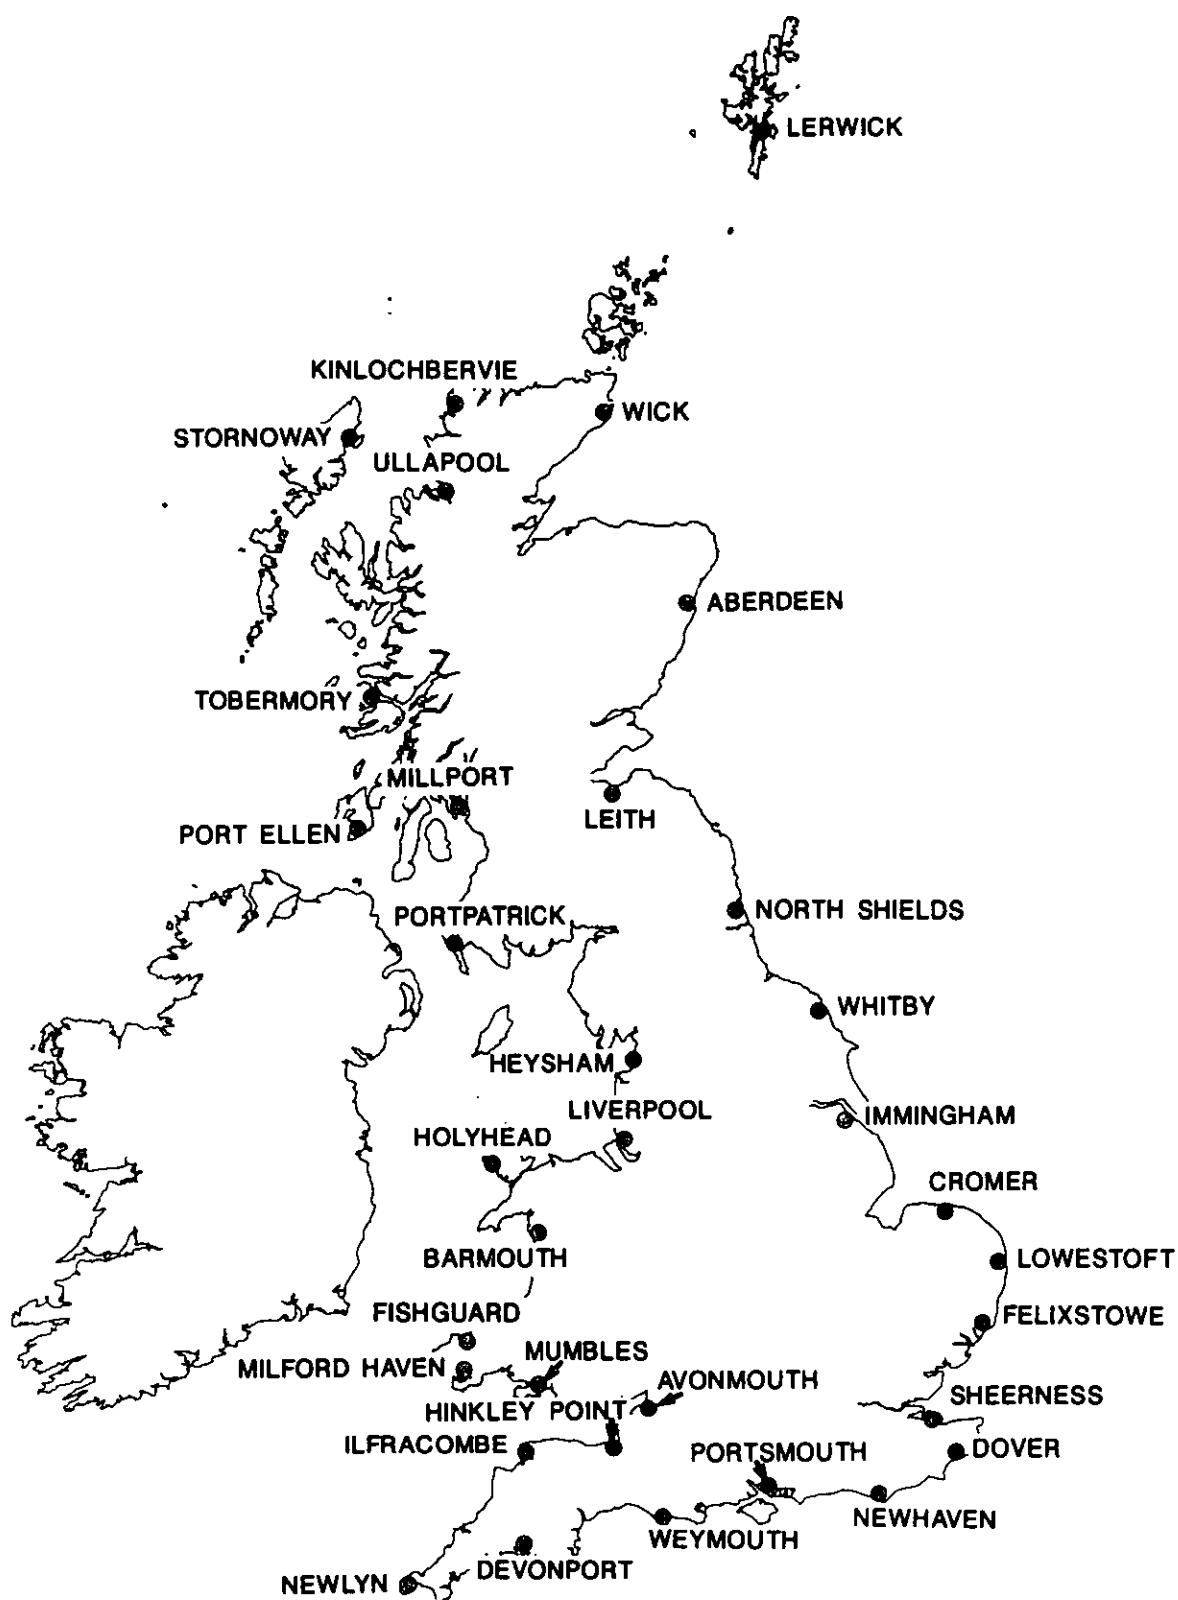 LERWICK
KINLOCHBERVIE
WICK
STORNOWAY
ULLAPOOL
ABERDEEN
TOBERMORY
MILLPORT
LEITH
PORT ELLEN
NORTH SHIELDS
PORTPATRICK
WHITBY
HEYSHAM
LIVERPOOL
IMMINGHAM
HOLYHEAD
CROMER
BARMOUTH
LOWESTOFT
FISHGUARD
FELIXSTOWE
MUMBLES
MILFORD HAVEN
AVONMOUTH
SHEERNESS
HINKLEY POINT
ILFRACOMBE
PORTSMOUTH
DOVER
NEWHAVEN
WEYMOUTH
DEVONPORT
NEWLYN